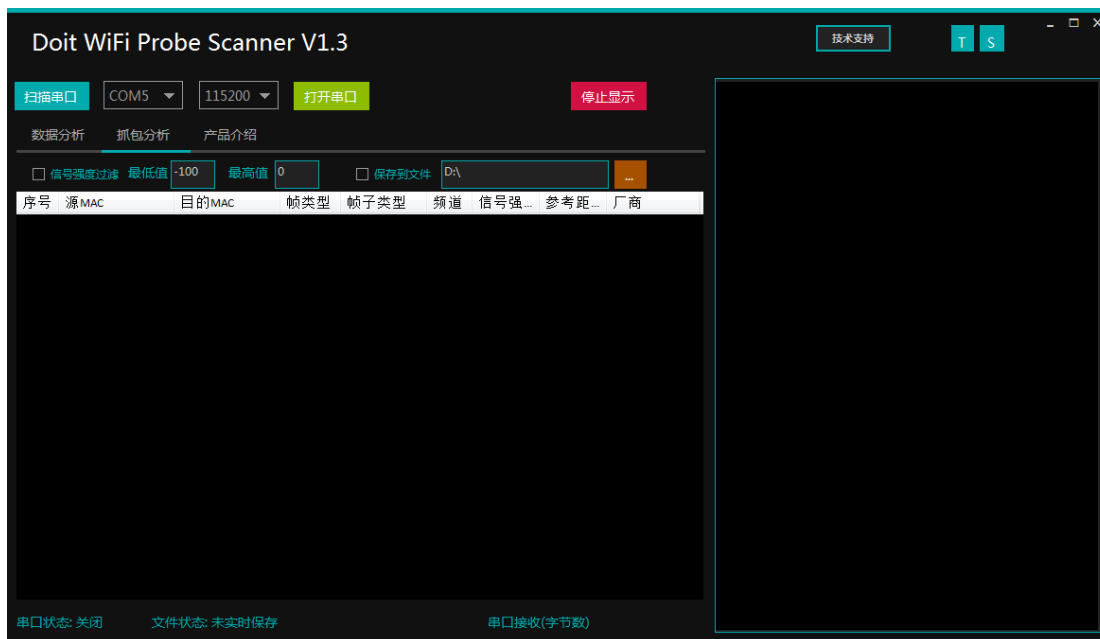 Doit WiFi Probe Scanner V1.3 技术支持 T S
扫描串口 COM5 115200 打开串口 停止显示
数据分析 抓包分析 产品介绍
信号强度过滤 最低值 -100 最高值 0 保存到文件 D:\ ...
序号 源MAC 目的MAC 帧类型 帧子类型 频道 信号强... 参考距... 厂商
串口状态: 关闭 文件状态: 未实时保存 串口接收(字节数)